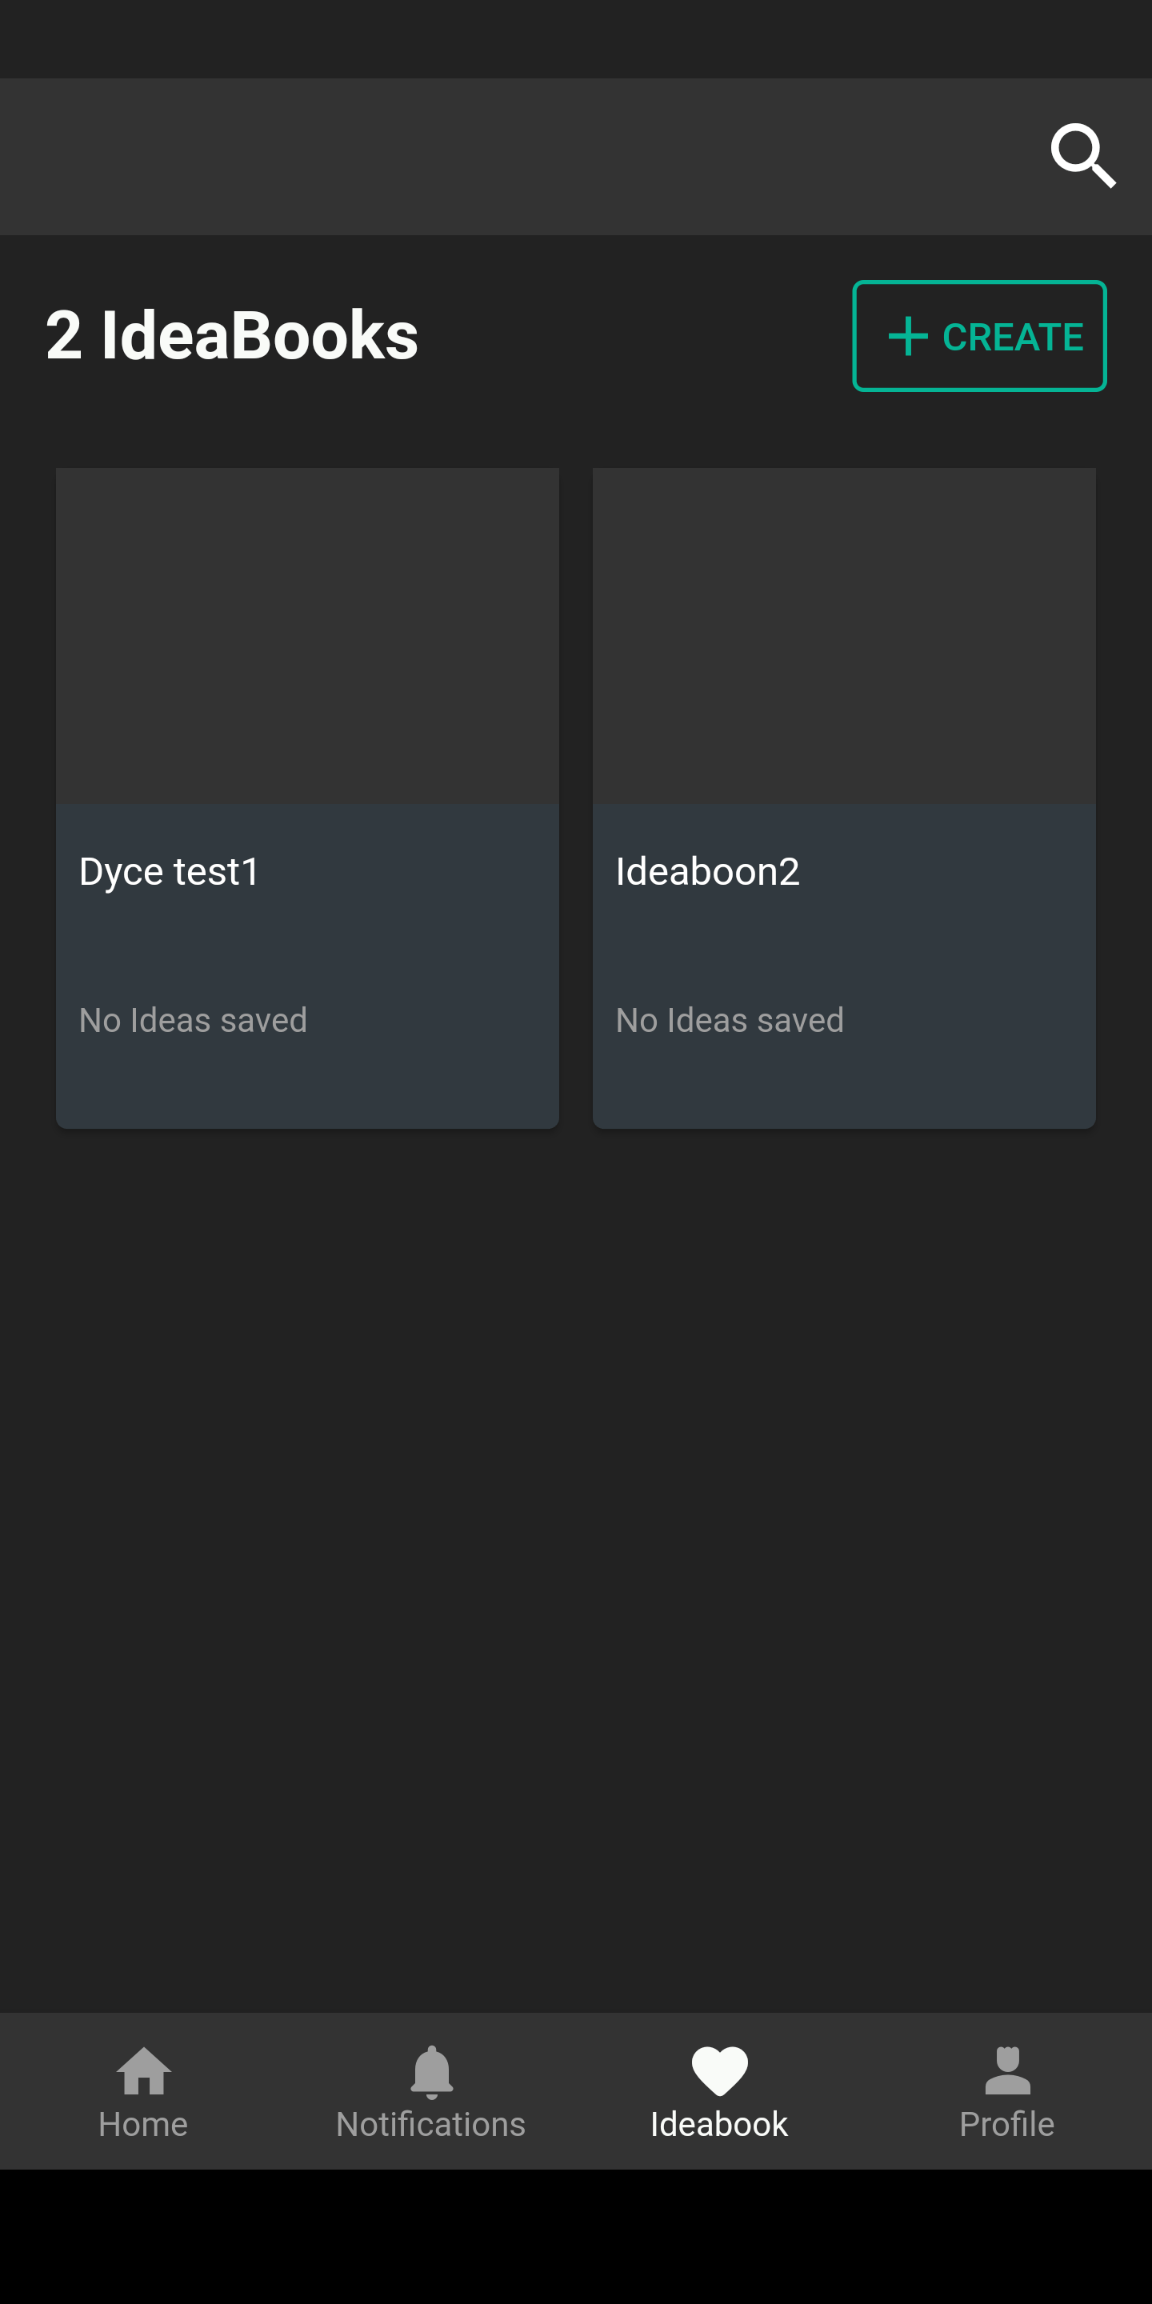 2 IdeaBooks
CREATE
Dyce test1
Ideaboon2
No Ideas saved
No Ideas saved
Home
Notifications
Ideabook
Profile